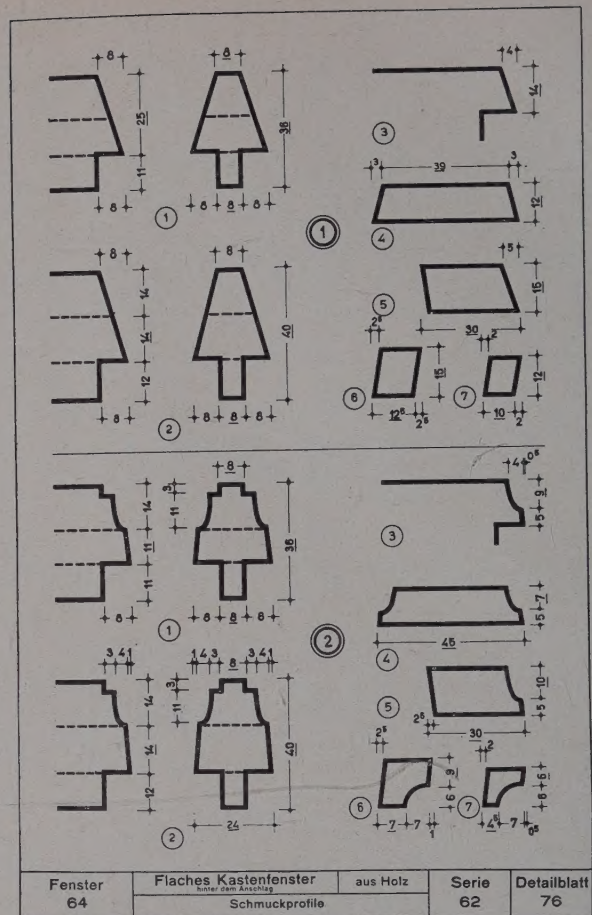 8 8 4
25 36 14
11
3
8 8 8 8
1
1
3 39 3
12
4
8 8 5
14
14 40 15
12
5
30
2⁵ 2
15 12
6 7
12⁵ 2⁵ 10 2
8 8 8 8
2
8 4 0⁵
3
14 9
11 5
11 36
11
3
8 8 8 8
1
2
7
5
45
4
3 4 1 1 4 3 8 3 4 1
3
14 10
11 5
14 40
12
5
2⁵ 30
2⁵ 2
9 6
6 6
6 7
7 7 1 4⁵ 7 0⁵
24
2
Fenster Flaches Kastenfenster aus Holz Serie Detailblatt
hinter dem Anschlag
64 Schmuckprofile 62 76